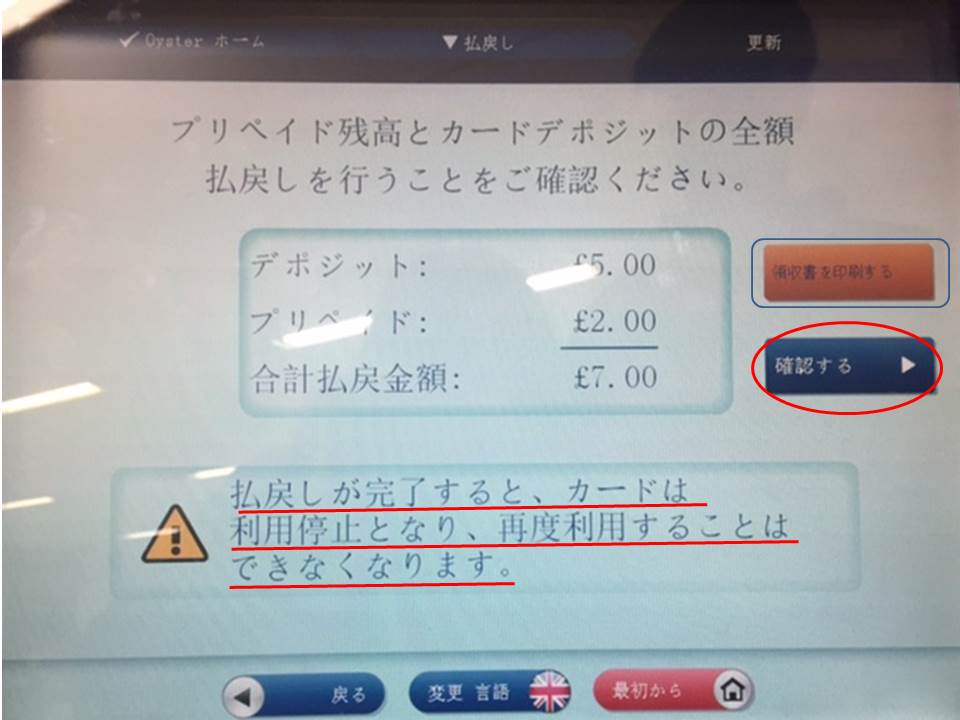 ✓ Oyster ホーム
▼ 払戻し
更新
プリペイド残高とカードデポジットの全額
払戻しを行うことをご確認ください。
デポジット: £5.00
プリペイド: £2.00
合計払戻金額: £7.00
領収書を印刷する
確認する
払戻しが完了すると、カードは
利用停止となり、再度利用することは
できなくなります。
戻る
変更 言語
最初から